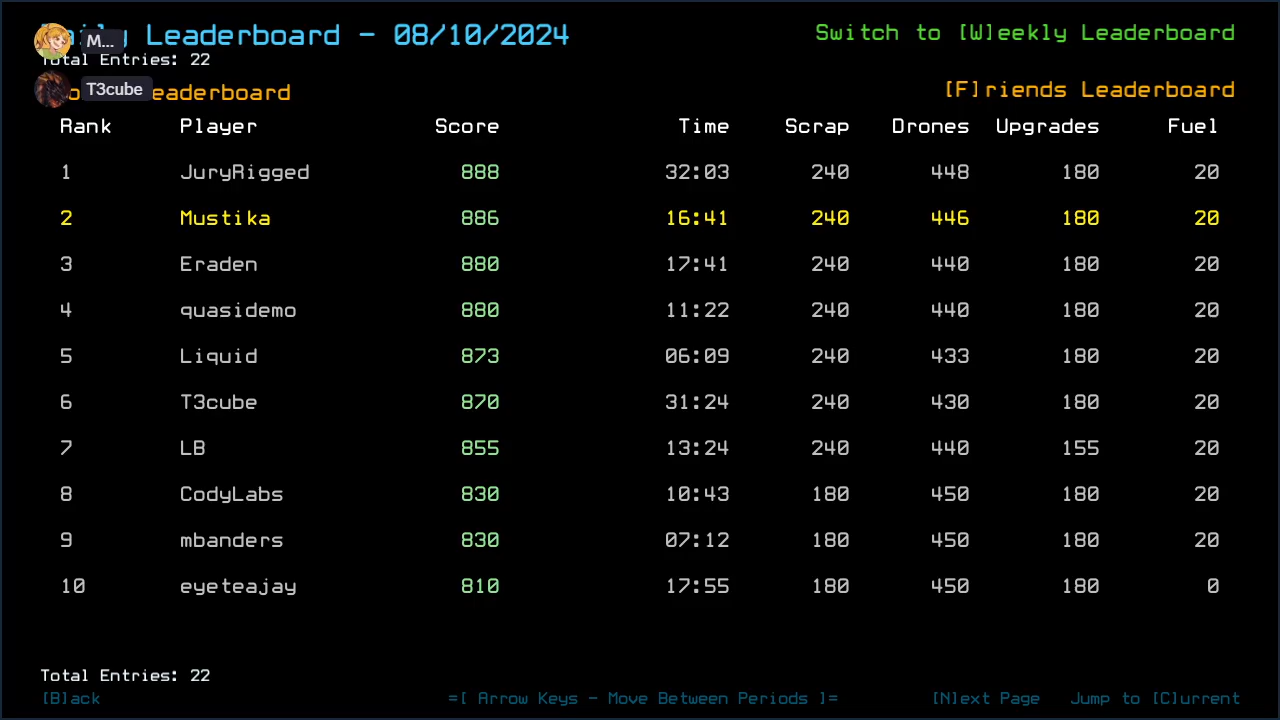 Leaderboard - 08/10/2024
Switch to [W]eekly Leaderboard
M...
Total Entries: 22
T3cube
eaderboard
[F]riends Leaderboard
Rank Player Score Time Scrap Drones Upgrades Fuel
1 JuryRigged 888 32:03 240 448 180 20
2 Mustika 886 16:41 240 446 180 20
3 Eraden 880 17:41 240 440 180 20
4 quasidemo 880 11:22 240 440 180 20
5 Liquid 873 06:09 240 433 180 20
6 T3cube 870 31:24 240 430 180 20
7 LB 855 13:24 240 440 155 20
8 CodyLabs 830 10:43 180 450 180 20
9 mbanders 830 07:12 180 450 180 20
10 eyeteajay 810 17:55 180 450 180 0
Total Entries: 22
[B]ack =[ Arrow Keys - Move Between Periods ]= [N]ext Page Jump to [C]urrent